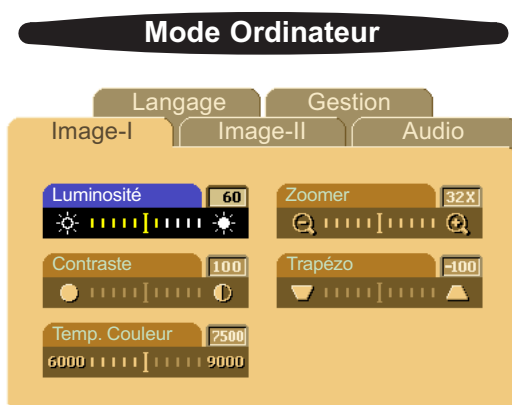 Mode Ordinateur
Langage Gestion
Image-I Image-II Audio
Luminosité 60
Zoomer 32X
Contraste 100
Trapézo -100
Temp. Couleur 7500
6000 9000